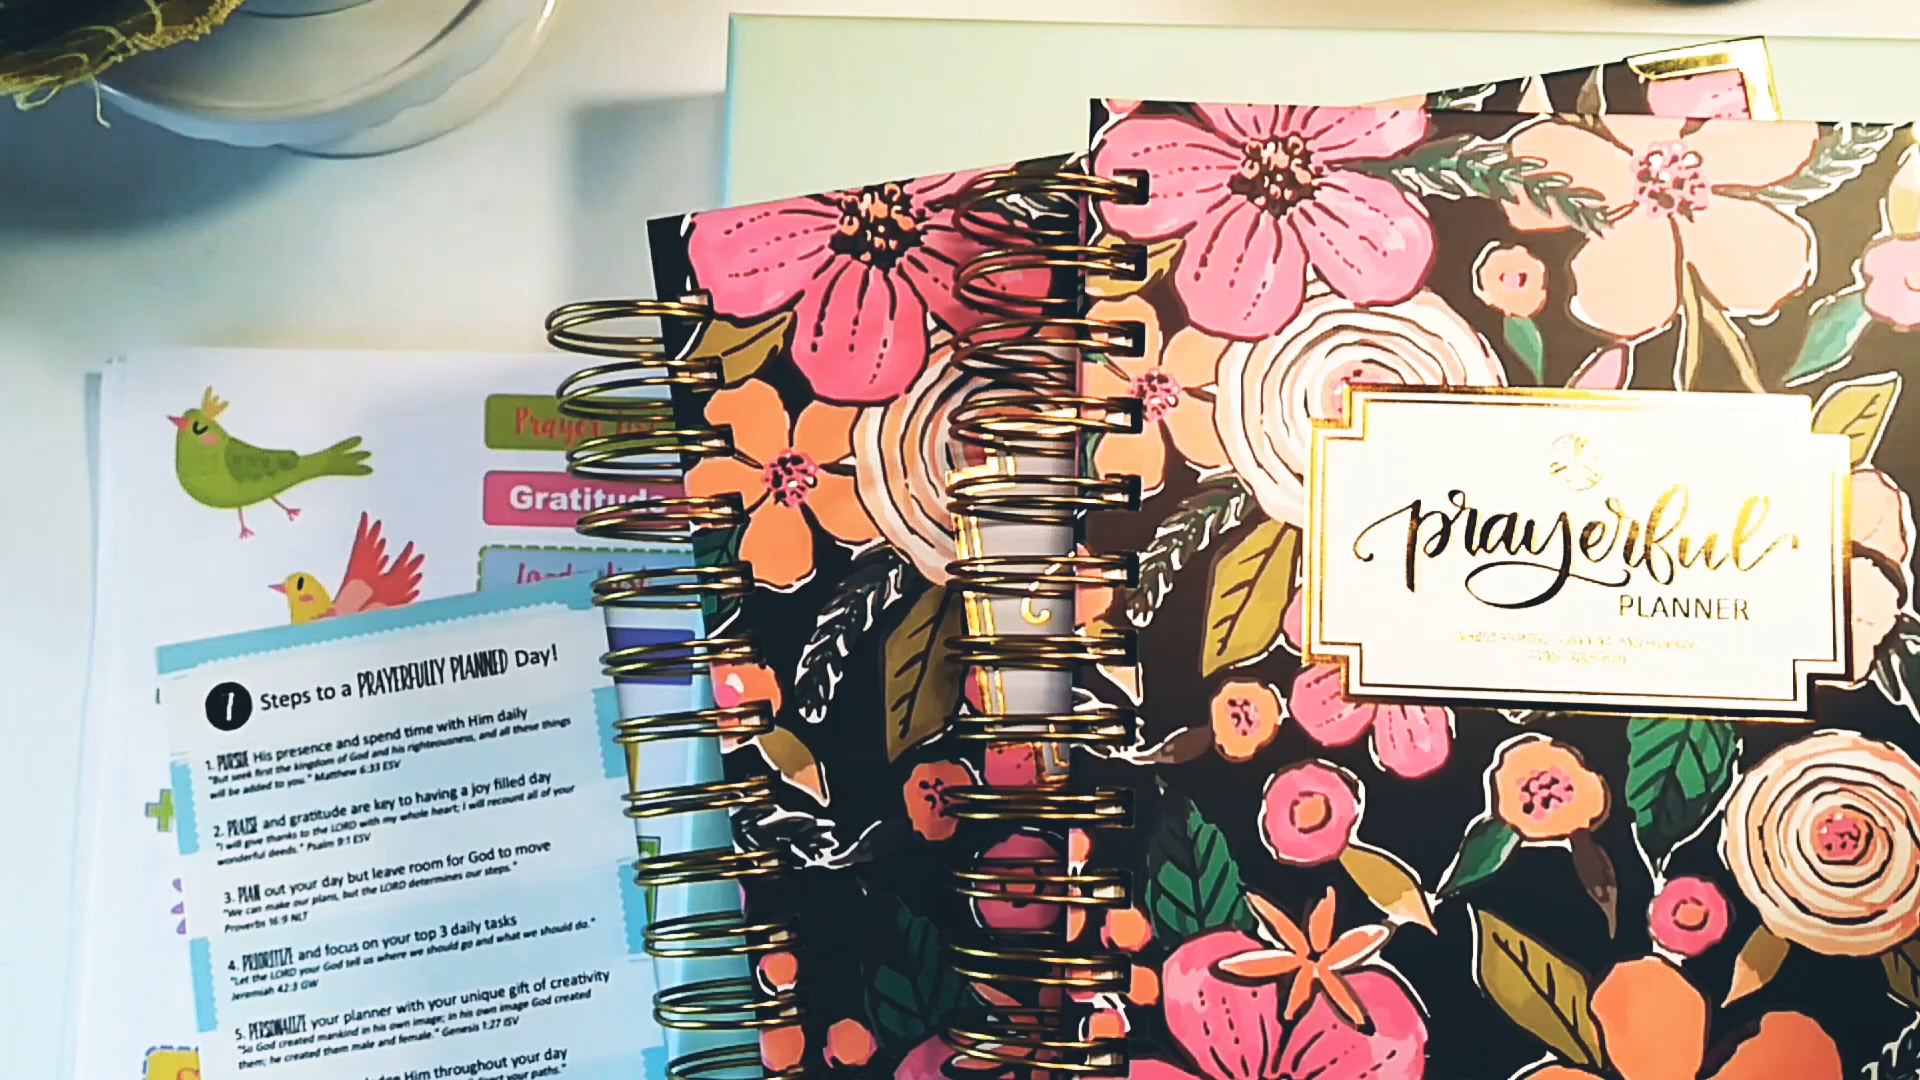 Prayer list
Gratitude
prayerful
PLANNER
7 Steps to a PRAYERFULLY PLANNED Day!
1. PURSUE His presence and spend time with Him daily
"But seek first the kingdom of God and his righteousness, and all these things
will be added to you." Matthew 6:33 ESV
2. PRAISE and gratitude are key to having a joy filled day
"I will give thanks to the LORD with my whole heart; I will recount all of your
wonderful deeds." Psalm 9:1 ESV
3. PLAN out your day but leave room for God to move
"We can make our plans, but the LORD determines our steps."
Proverbs 16:9 NLT
4. PRIORITIZE and focus on your top 3 daily tasks
"Let the LORD your God tell us where we should go and what we should do."
Jeremiah 42:3 GW
5. PERSONALIZE your planner with your unique gift of creativity
"So God created mankind in his own image; in his own image God created
them; he created them male and female." Genesis 1:27 ISV
Him throughout your day
your paths."